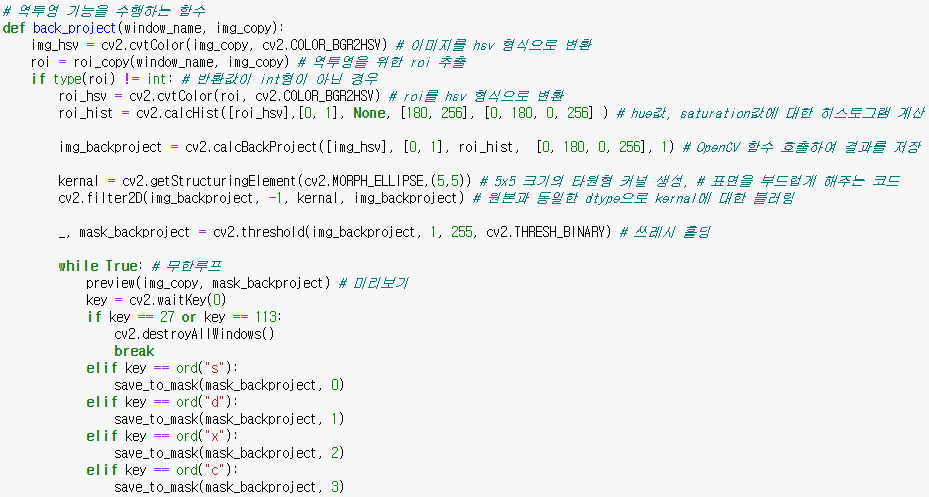 # 역투영 기능을 수행하는 함수
def back_project(window_name, img_copy):
    img_hsv = cv2.cvtColor(img_copy, cv2.COLOR_BGR2HSV) # 이미지를 hsv 형식으로 변환
    roi = roi_copy(window_name, img_copy) # 역투영을 위한 roi 추출
    if type(roi) != int: # 반환값이 int형이 아닌 경우
        roi_hsv = cv2.cvtColor(roi, cv2.COLOR_BGR2HSV) # roi를 hsv 형식으로 변환
        roi_hist = cv2.calcHist([roi_hsv],[0, 1], None, [180, 256], [0, 180, 0, 256] ) # hue값, saturation값에 대한 히스토그램 계산
        img_backproject = cv2.calcBackProject([img_hsv], [0, 1], roi_hist,  [0, 180, 0, 256], 1) # OpenCV 함수 호출하여 결과를 저장
        kernal = cv2.getStructuringElement(cv2.MORPH_ELLIPSE,(5,5)) # 5x5 크기의 타원형 커널 생성, # 표면을 부드럽게 해주는 코드
        cv2.filter2D(img_backproject, -1, kernal, img_backproject) # 원본과 동일한 dtype으로 kernal에 대한 블러링
        _, mask_backproject = cv2.threshold(img_backproject, 1, 255, cv2.THRESH_BINARY) # 쓰레시 홀딩
        while True: # 무한루프
            preview(img_copy, mask_backproject) # 미리보기
            key = cv2.waitKey(0)
            if key == 27 or key == 113:
                cv2.destroyAllWindows()
                break
            elif key == ord("s"):
                save_to_mask(mask_backproject, 0)
            elif key == ord("d"):
                save_to_mask(mask_backproject, 1)
            elif key == ord("x"):
                save_to_mask(mask_backproject, 2)
            elif key == ord("c"):
                save_to_mask(mask_backproject, 3)